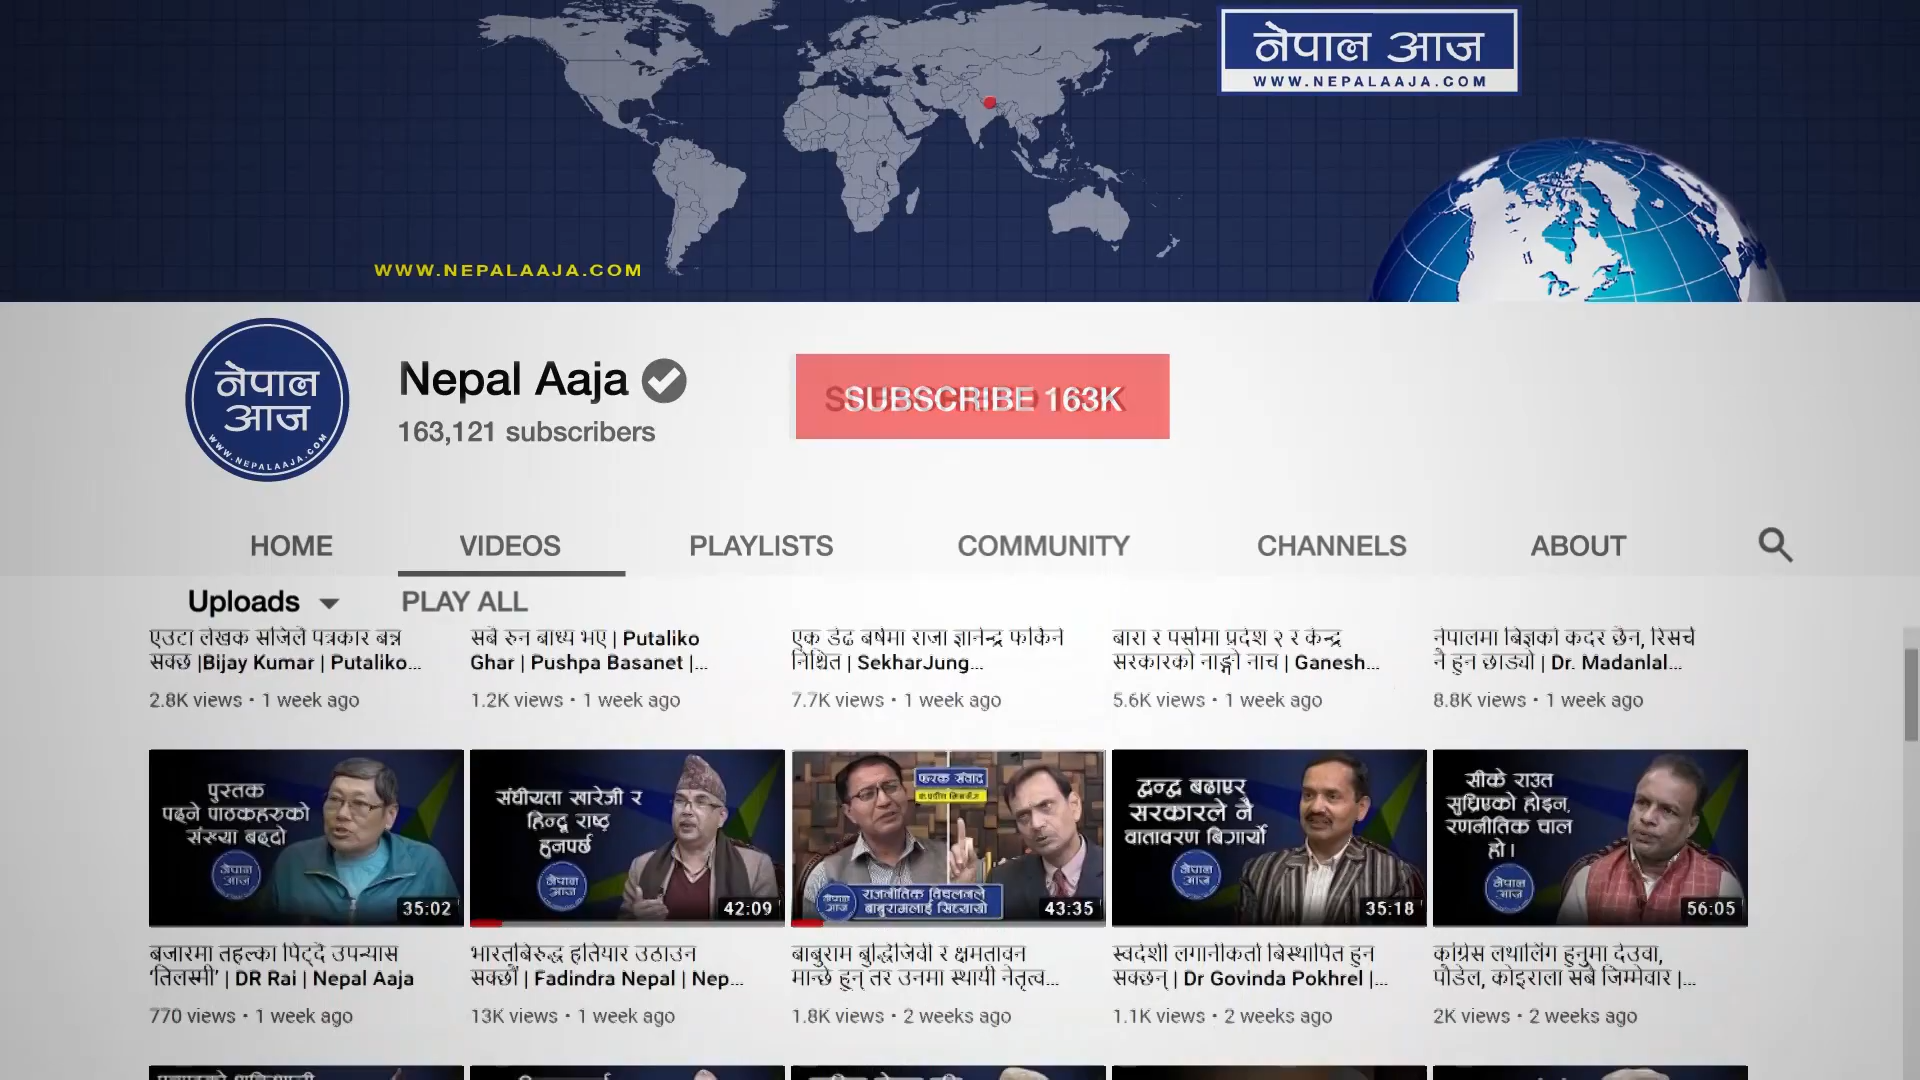 नेपाल आज
WWW.NEPALAAJA.COM
WWW.NEPALAAJA.COM
नेपाल
आज
WWW.NEPALAAJA.COM
Nepal Aaja
163,121 subscribers
SUBSCRIBE 163K
HOME VIDEOS PLAYLISTS COMMUNITY CHANNELS ABOUT
Uploads PLAY ALL
एउटा लेखक सजिलै पत्रकार बन्न
सक्छ |Bijay Kumar | Putaliko...
2.8K views • 1 week ago
सबै रुन बाध्य भए | Putaliko
Ghar | Pushpa Basanet |...
1.2K views • 1 week ago
एक डेढ बर्षमा राजा ज्ञानेन्द्र फर्किने
निश्चित | SekharJung...
7.7K views • 1 week ago
बारा र पर्सामा प्रदेश २ र केन्द्र
सरकारको नाङ्गो नाच | Ganesh...
5.6K views • 1 week ago
नेपालमा बिज्ञको कदर छैन, रिसर्च
नै हुन छाड्यो | Dr. Madanlal...
8.8K views • 1 week ago
पुस्तक
पढ्ने पाठकहरुको
संख्या बढ्दो
नेपाल
आज
35:02
संघीयता खारेजी र
हिन्दू राष्ट्र
हुनुपर्छ
नेपाल
आज
42:09
फरक संवाद
नेपाल
आज
राजनीतिक विचलनले
बाबुरामलाई सिध्यायो
43:35
द्वन्द्व बढाएर
सरकारले नै
वातावरण बिगार्यो
नेपाल
आज
35:18
सीके राउत
सुध्रिएको होइन,
रणनीतिक चाल
हो।
नेपाल
आज
56:05
बजारमा तहल्का पिट्दै उपन्यास
'तिलस्मी' | DR Rai | Nepal Aaja
770 views • 1 week ago
भारतबिरुद्ध हतियार उठाउन
सक्छौं | Fadindra Nepal | Nep...
13K views • 1 week ago
बाबुराम बुद्धिजिवी र क्षमतावन
मान्छे हुन् तर उनमा स्थायी नेतृत्व...
1.8K views • 2 weeks ago
स्वदेशी लगानीकर्ता बिस्थापित हुन
सक्छन् | Dr Govinda Pokhrel |...
1.1K views • 2 weeks ago
कांग्रेस लथालिंग हुनुमा देउवा,
पौडेल, कोइराला सबै जिम्मेवार |...
2K views • 2 weeks ago